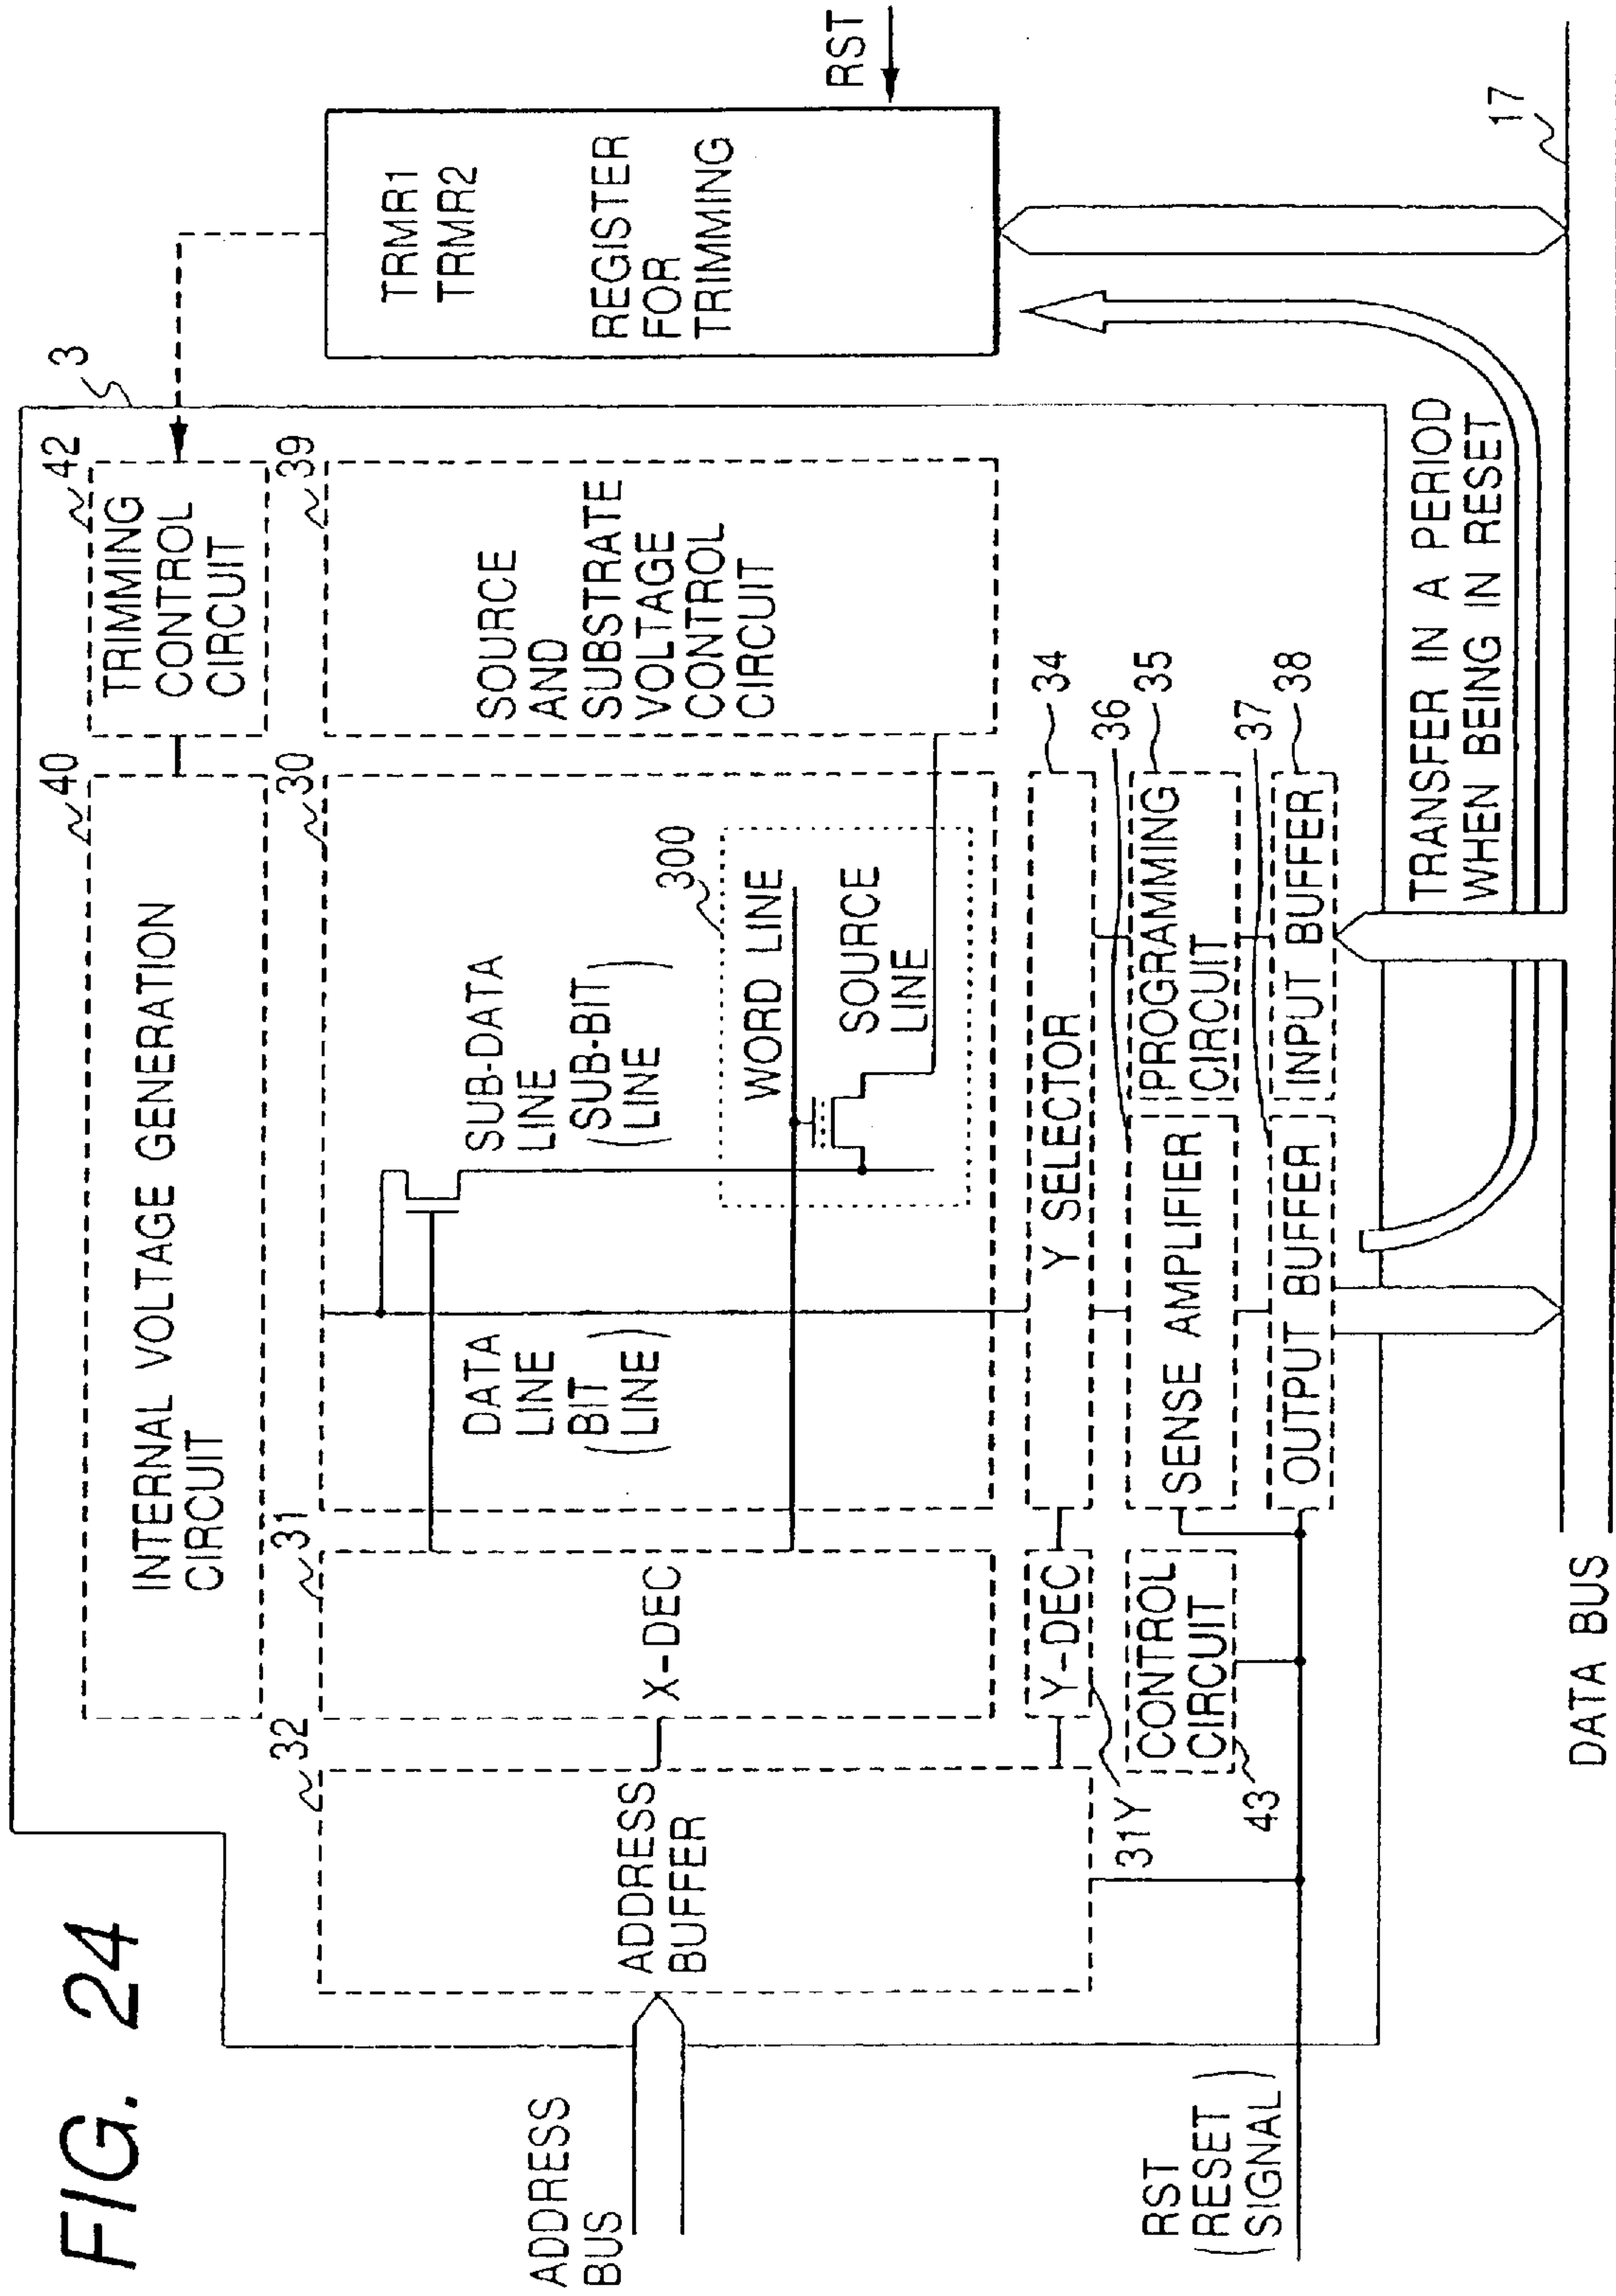 FIG. 24
3
40
42
INTERNAL VOLTAGE GENERATION
CIRCUIT
TRIMMING
CONTROL
CIRCUIT
TRMR1
TRMR2
REGISTER
FOR
TRIMMING
RST
32
31
30
39
ADDRESS
BUS
ADDRESS
BUFFER
X-DEC
DATA
LINE
(BIT
LINE)
SUB-DATA
LINE
(SUB-BIT
LINE)
300
WORD LINE
SOURCE
LINE
SOURCE
AND
SUBSTRATE
VOLTAGE
CONTROL
CIRCUIT
Y-DEC
Y SELECTOR
34
31Y
CONTROL
CIRCUIT
43
SENSE AMPLIFIER
36
PROGRAMMING
CIRCUIT
35
OUTPUT BUFFER
37
INPUT BUFFER
38
RST
(RESET
SIGNAL)
TRANSFER IN A PERIOD
WHEN BEING IN RESET
17
DATA BUS